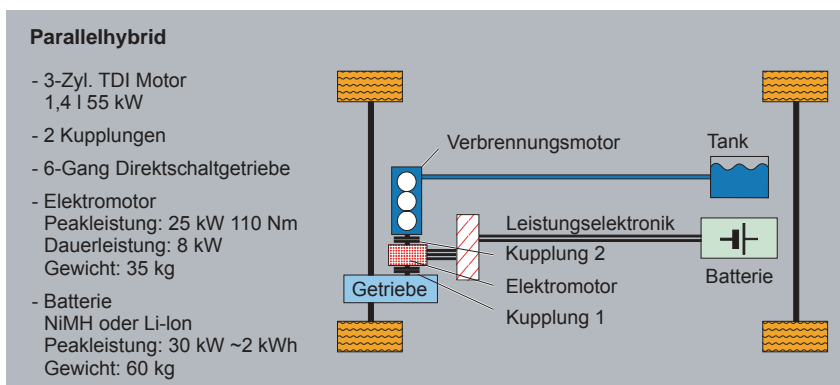 Parallelhybrid
- 3-Zyl. TDI Motor
1,4 l 55 kW
- 2 Kupplungen
- 6-Gang Direktschaltgetriebe
- Elektromotor
Peakleistung: 25 kW 110 Nm
Dauerleistung: 8 kW
Gewicht: 35 kg
- Batterie
NiMH oder Li-Ion
Peakleistung: 30 kW ~2 kWh
Gewicht: 60 kg
Verbrennungsmotor
Tank
Leistungselektronik
Kupplung 2
Batterie
Elektromotor
Getriebe
Kupplung 1